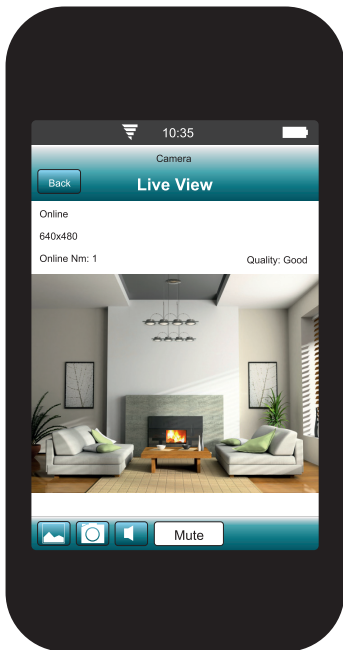 10:35
Camera
Back
Live View
Online
640x480
Online Nm: 1
Quality: Good
Mute